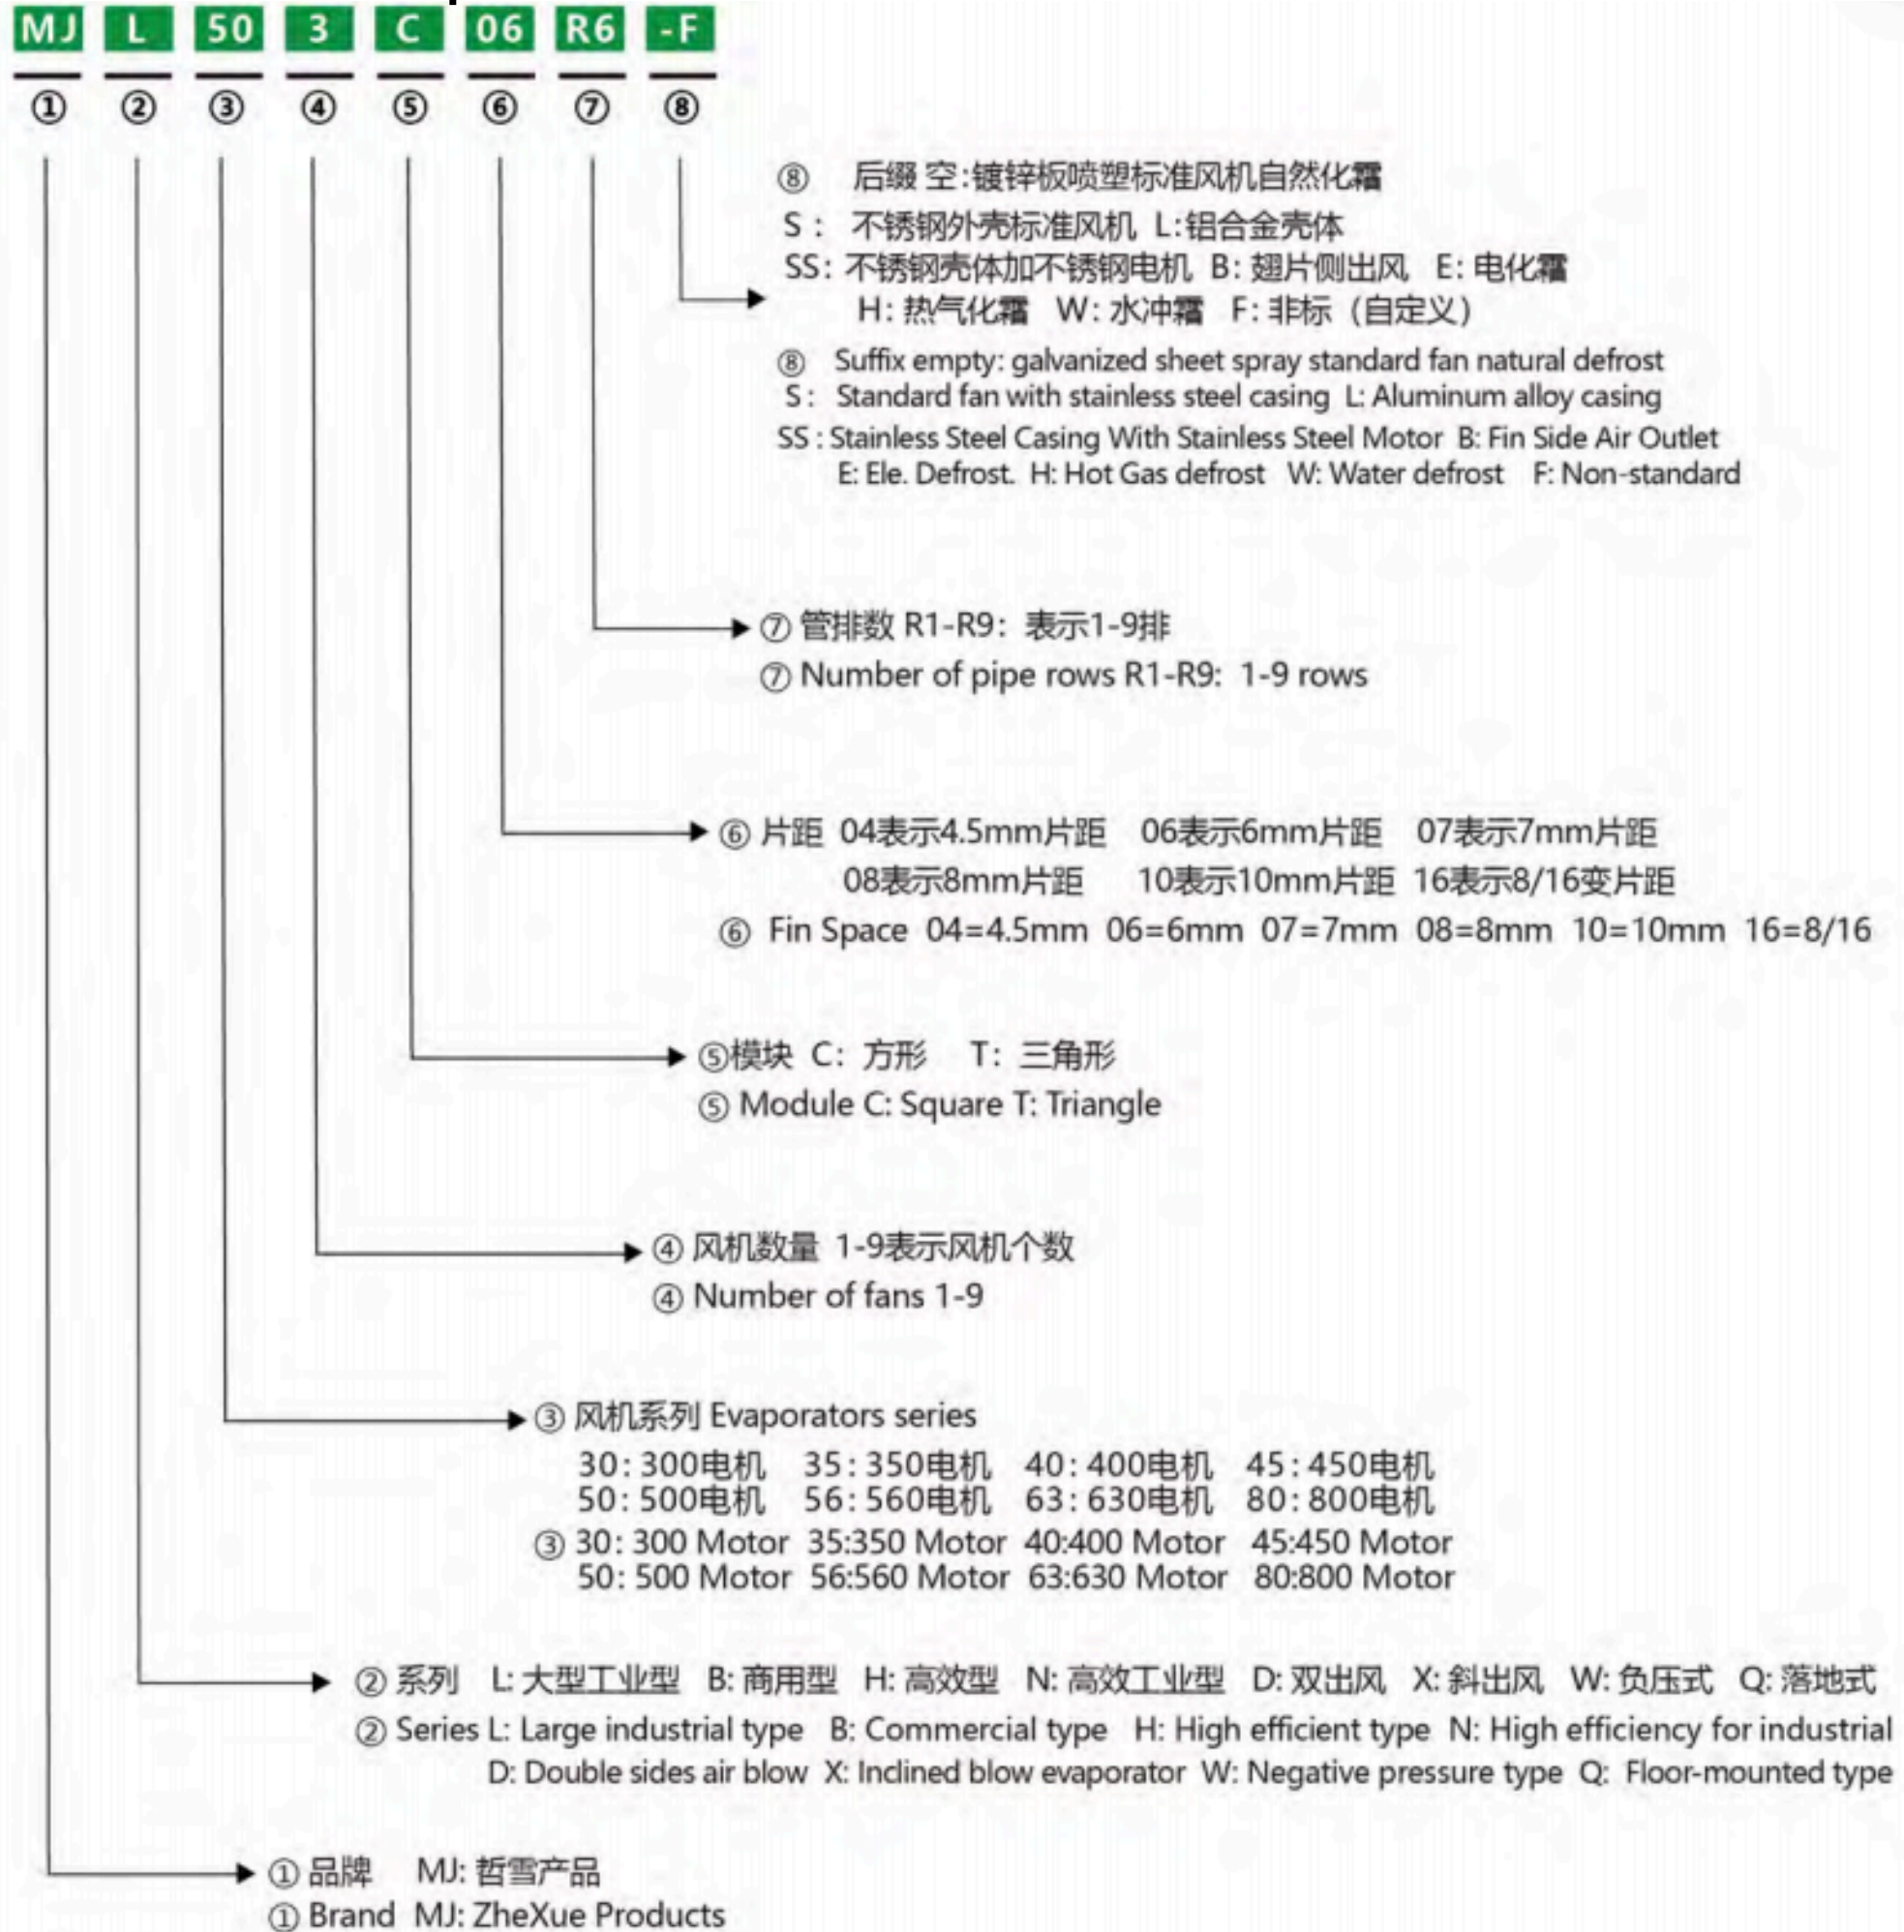 MJ L 50 3 C 06 R6 -F
① ② ③ ④ ⑤ ⑥ ⑦ ⑧
⑧ 后缀 空:镀锌板喷塑标准风机自然化霜
S: 不锈钢外壳标准风机 L:铝合金壳体
SS: 不锈钢壳体加不锈钢电机 B: 翅片侧出风 E: 电化霜
H: 热气化霜 W: 水冲霜 F: 非标 (自定义)
⑧ Suffix empty: galvanized sheet spray standard fan natural defrost
S: Standard fan with stainless steel casing L: Aluminum alloy casing
SS : Stainless Steel Casing With Stainless Steel Motor B: Fin Side Air Outlet
E: Ele. Defrost. H: Hot Gas defrost W: Water defrost F: Non-standard
⑦ 管排数 R1-R9: 表示1-9排
⑦ Number of pipe rows R1-R9: 1-9 rows
⑥ 片距 04表示4.5mm片距 06表示6mm片距 07表示7mm片距
08表示8mm片距 10表示10mm片距 16表示8/16变片距
⑥ Fin Space 04=4.5mm 06=6mm 07=7mm 08=8mm 10=10mm 16=8/16
⑤模块 C: 方形 T: 三角形
⑤ Module C: Square T: Triangle
④ 风机数量 1-9表示风机个数
④ Number of fans 1-9
③ 风机系列 Evaporators series
30: 300电机 35: 350电机 40: 400电机 45: 450电机
50: 500电机 56: 560电机 63: 630电机 80: 800电机
③ 30: 300 Motor 35:350 Motor 40:400 Motor 45:450 Motor
50: 500 Motor 56:560 Motor 63:630 Motor 80:800 Motor
② 系列 L: 大型工业型 B: 商用型 H: 高效型 N: 高效工业型 D: 双出风 X: 斜出风 W: 负压式 Q: 落地式
② Series L: Large industrial type B: Commercial type H: High efficient type N: High efficiency for industrial
D: Double sides air blow X: Inclined blow evaporator W: Negative pressure type Q: Floor-mounted type
① 品牌 MJ: 哲雪产品
① Brand MJ: ZheXue Products